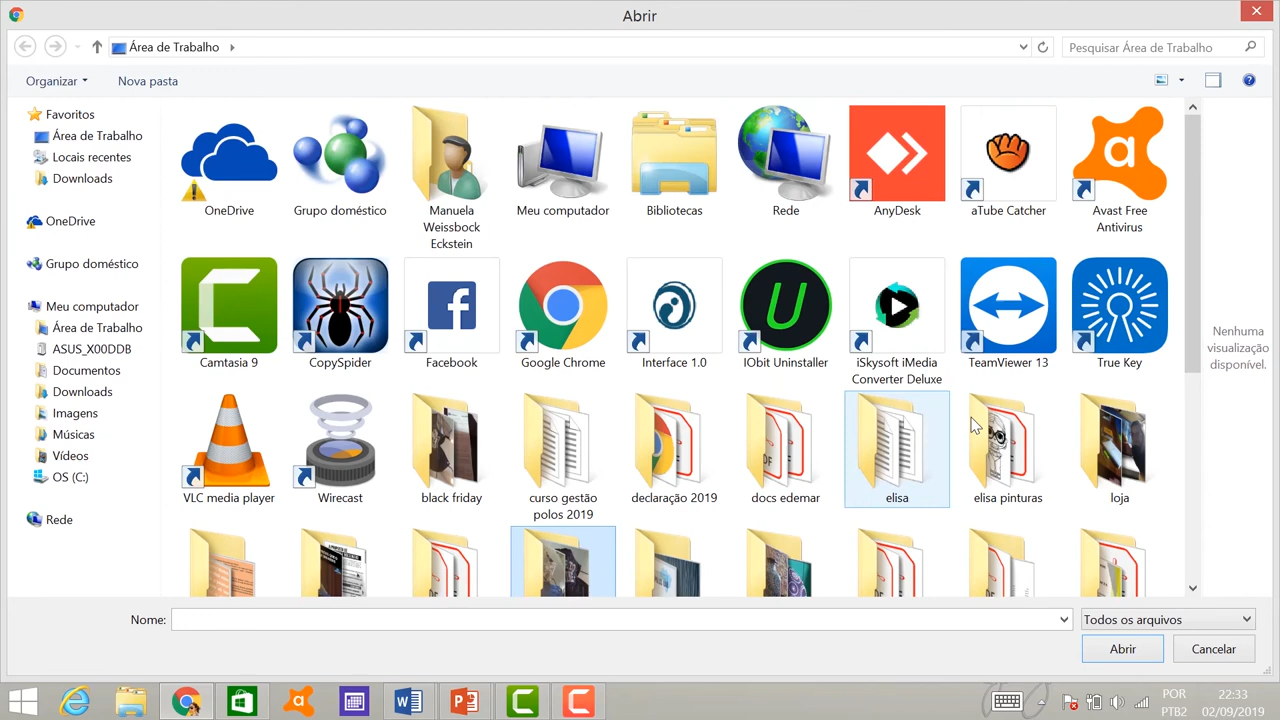 Abrir
Área de Trabalho
Pesquisar Área de Trabalho
Organizar
Nova pasta
Favoritos
Área de Trabalho
Locais recentes
Downloads
OneDrive
Grupo doméstico
Meu computador
Área de Trabalho
ASUS_X00DDB
Documentos
Downloads
Imagens
Músicas
Vídeos
OS (C:)
Rede
OneDrive
Grupo doméstico
Manuela
Weissbock
Eckstein
Meu computador
Bibliotecas
Rede
AnyDesk
aTube Catcher
Avast Free
Antivirus
Camtasia 9
CopySpider
Facebook
Google Chrome
Interface 1.0
IObit Uninstaller
iSkysoft iMedia
Converter Deluxe
TeamViewer 13
True Key
VLC media player
Wirecast
black friday
curso gestão
polos 2019
declaração 2019
docs edemar
elisa
elisa pinturas
loja
Nenhuma
visualização
disponível.
Nome:
Todos os arquivos
Abrir
Cancelar
POR
PTB2
22:33
02/09/2019